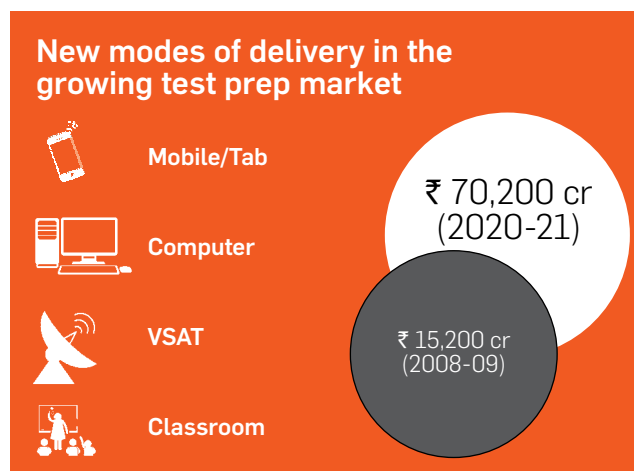 New modes of delivery in the
growing test prep market
Mobile/Tab
Computer
VSAT
Classroom
₹ 70,200 cr
(2020-21)
₹ 15,200 cr
(2008-09)